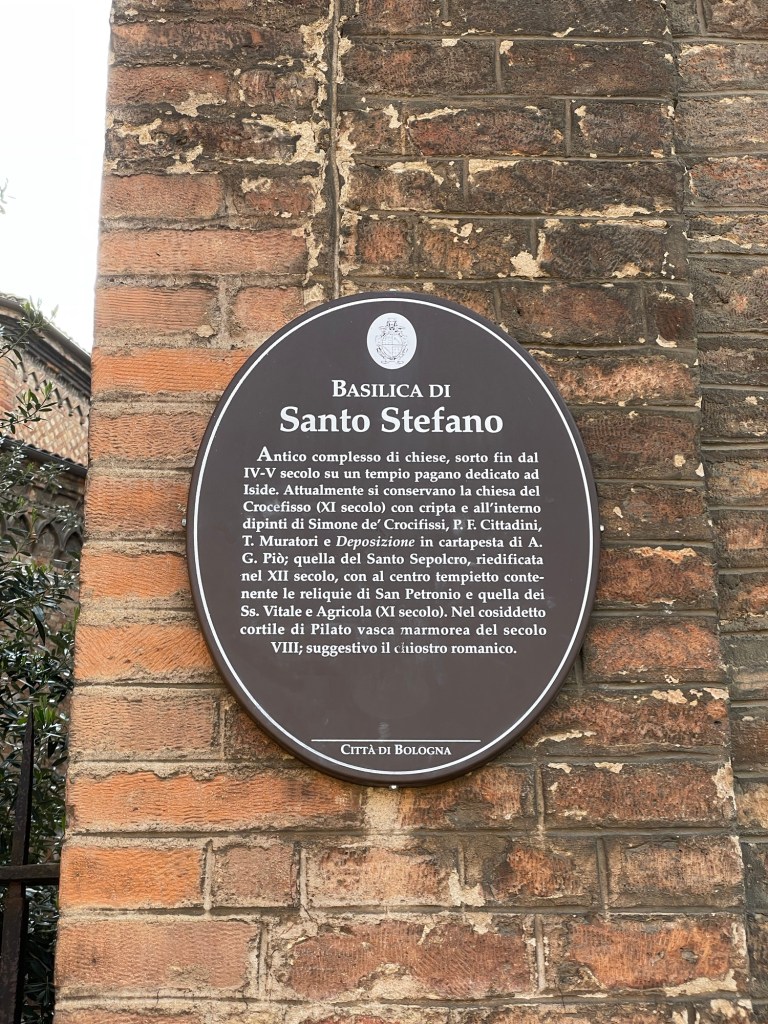 BASILICA DI
Santo Stefano
Antico complesso di chiese, sorto fin dal
IV-V secolo su un tempio pagano dedicato ad
Iside. Attualmente si conservano la chiesa del
Crocefisso (XI secolo) con cripta e all'interno
dipinti di Simone de' Crocifissi, P. F. Cittadini,
T. Muratori e Deposizione in cartapesta di A.
G. Piò; quella del Santo Sepolcro, riedificata
nel XII secolo, con al centro tempietto conte-
nente le reliquie di San Petronio e quella dei
Ss. Vitale e Agricola (XI secolo). Nel cosiddetto
cortile di Pilato vasca marmorea del secolo
VIII; suggestivo il chiostro romanico.
CITTÀ DI BOLOGNA